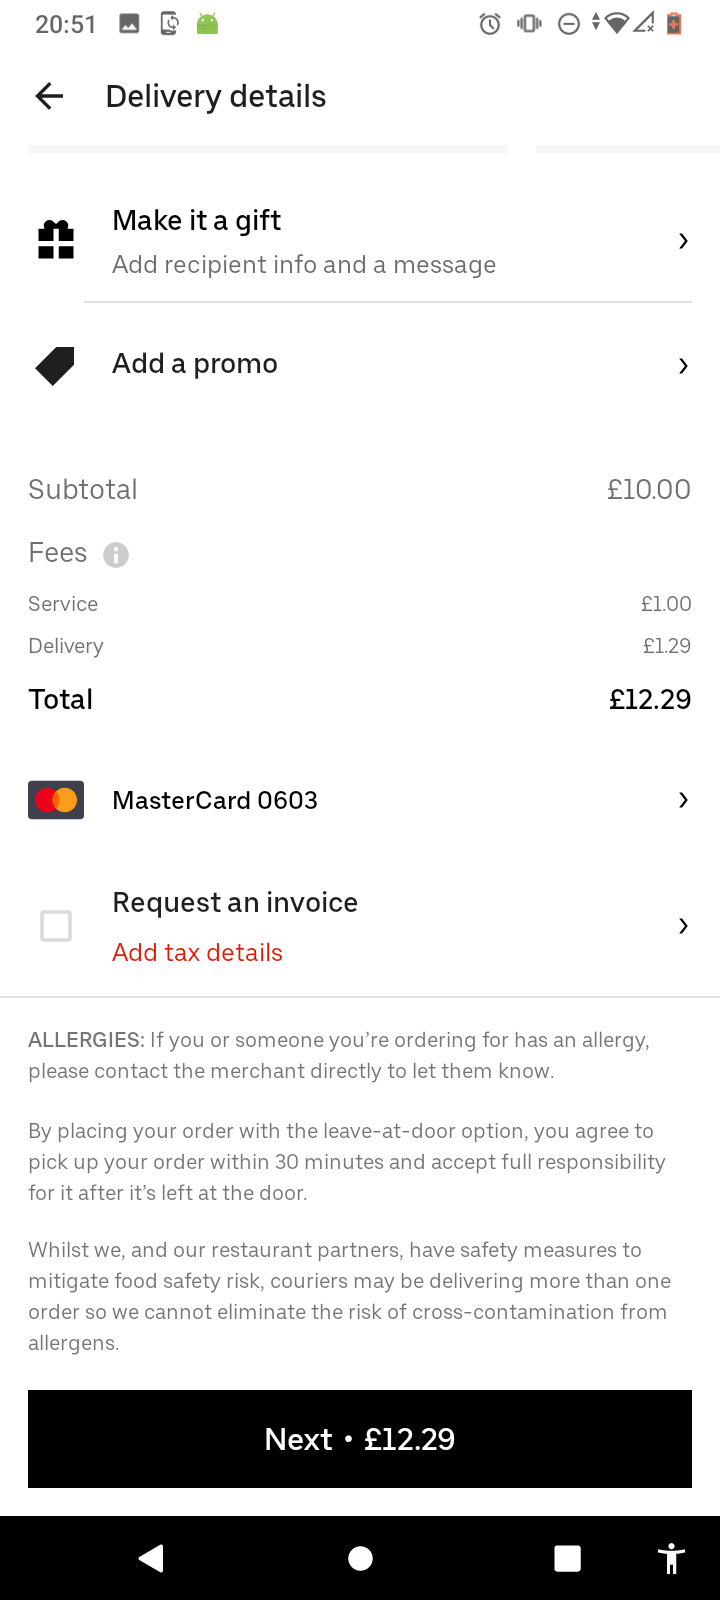 20:51
Delivery details
Make it a gift
Add recipient info and a message
Add a promo
Subtotal £10.00
Fees
Service £1.00
Delivery £1.29
Total £12.29
MasterCard 0603
Request an invoice
Add tax details
ALLERGIES: If you or someone you’re ordering for has an allergy,
please contact the merchant directly to let them know.
By placing your order with the leave-at-door option, you agree to
pick up your order within 30 minutes and accept full responsibility
for it after it’s left at the door.
Whilst we, and our restaurant partners, have safety measures to
mitigate food safety risk, couriers may be delivering more than one
order so we cannot eliminate the risk of cross-contamination from
allergens.
Next • £12.29